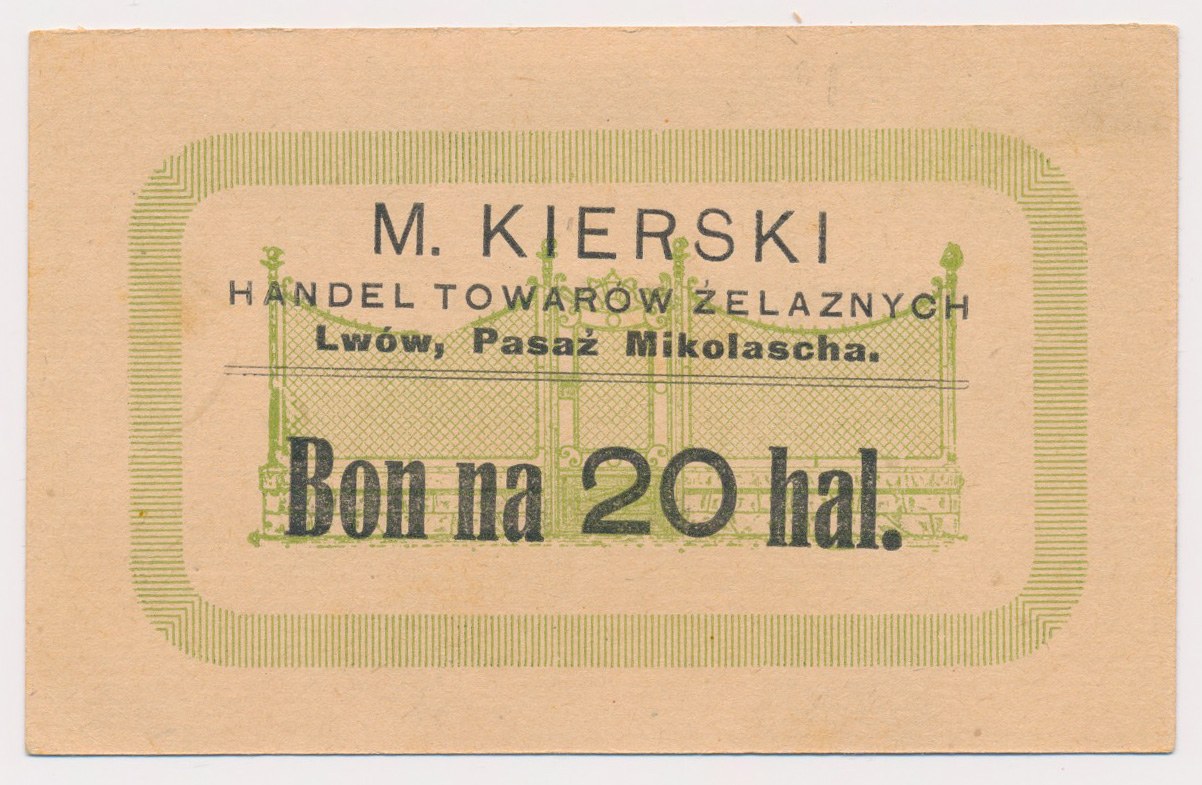 M. KIERSKI
HANDEL TOWARÓW ŻELAZNYCH
Lwów, Pasaż Mikolascha.
Bon na 20 hal.